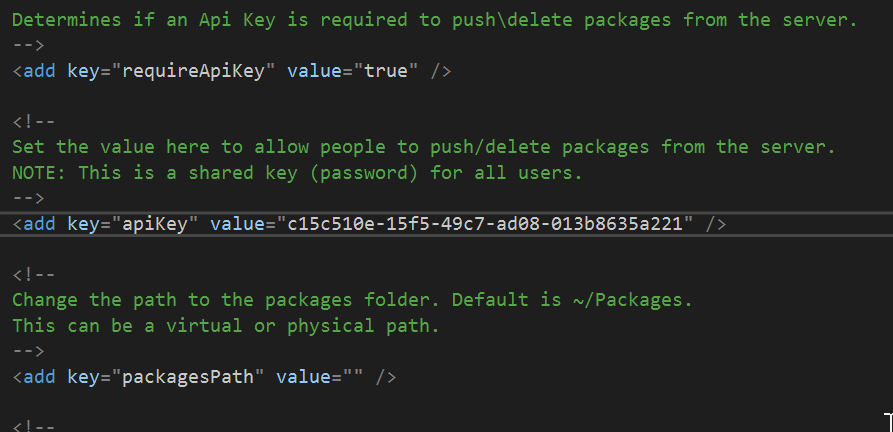 Determines if an Api Key is required to push\delete packages from the server.
-->
<add key="requireApiKey" value="true" />
<!--
Set the value here to allow people to push/delete packages from the server.
NOTE: This is a shared key (password) for all users.
-->
<add key="apiKey" value="c15c510e-15f5-49c7-ad08-013b8635a221" />
<!--
Change the path to the packages folder. Default is ~/Packages.
This can be a virtual or physical path.
-->
<add key="packagesPath" value="" />
<!--